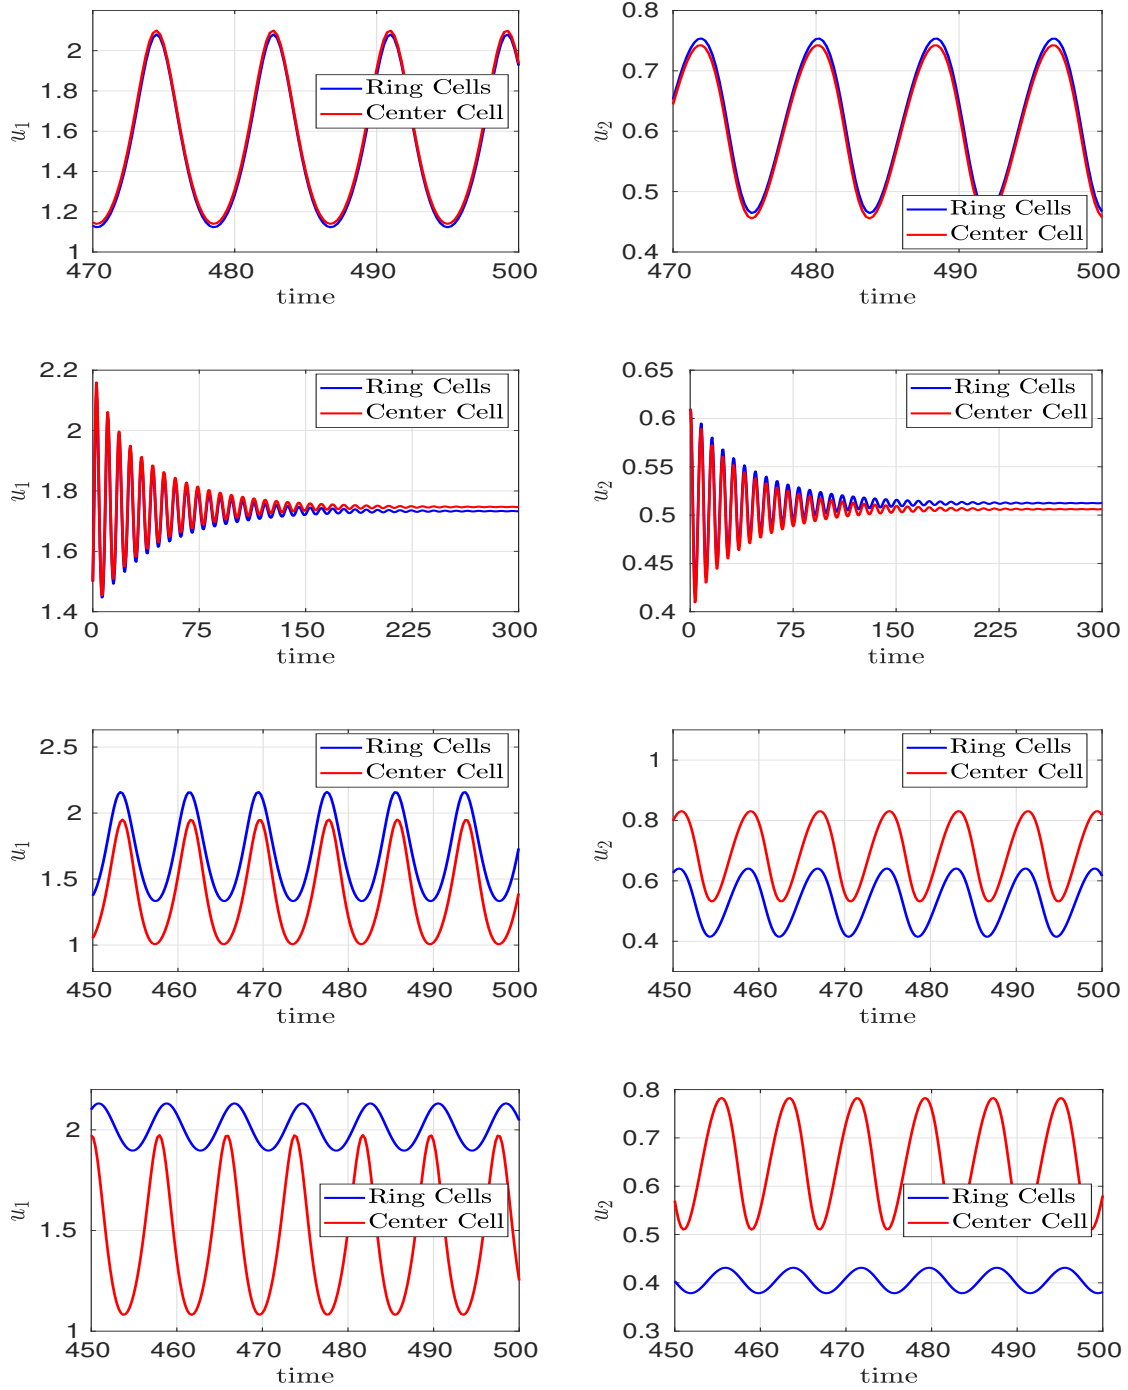 2
1.8
1.6
1.4
1.2
1
u1
Ring Cells
Center Cell
470
480
490
500
time
0.8
0.7
0.6
0.5
0.4
u2
Ring Cells
Center Cell
470
480
490
500
time
2.2
2
1.8
1.6
1.4
u1
Ring Cells
Center Cell
0
75
150
225
300
time
0.65
0.6
0.55
0.5
0.45
0.4
u2
Ring Cells
Center Cell
0
75
150
225
300
time
2.5
2
1.5
1
u1
Ring Cells
Center Cell
450
460
470
480
490
500
time
1
0.8
0.6
0.4
u2
Ring Cells
Center Cell
450
460
470
480
490
500
time
2
1.5
1
u1
Ring Cells
Center Cell
450
460
470
480
490
500
time
0.8
0.7
0.6
0.5
0.4
0.3
u2
Ring Cells
Center Cell
450
460
470
480
490
500
time